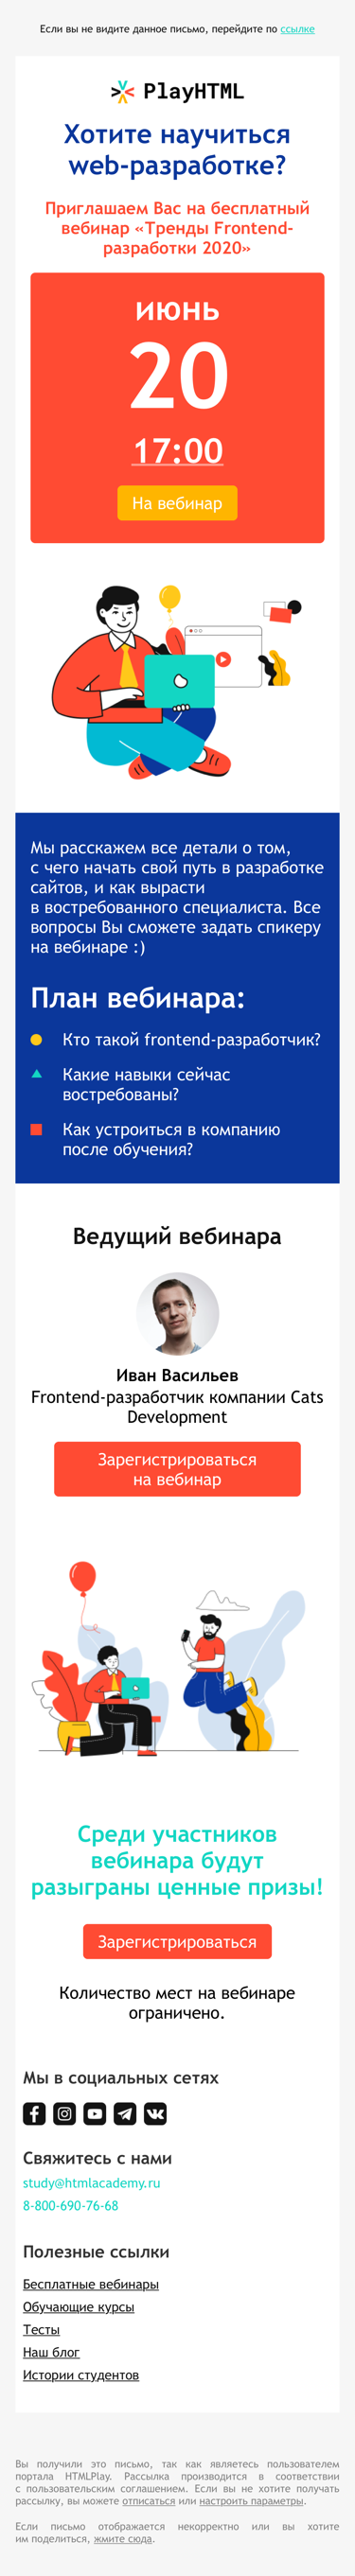 Если вы не видите данное письмо, перейдите по ссылке
PlayHTML
Хотите научиться
web-разработке?
Приглашаем Вас на бесплатный
вебинар «Тренды Frontend-
разработки 2020»
июнь
20
17:00
На вебинар
Мы расскажем все детали о том,
с чего начать свой путь в разработке
сайтов, и как вырасти
в востребованного специалиста. Все
вопросы Вы сможете задать спикеру
на вебинаре :)
План вебинара:
Кто такой frontend-разработчик?
Какие навыки сейчас
востребованы?
Как устроиться в компанию
после обучения?
Ведущий вебинара
Иван Васильев
Frontend-разработчик компании Cats
Development
Зарегистрироваться
на вебинар
Среди участников
вебинара будут
разыграны ценные призы!
Зарегистрироваться
Количество мест на вебинаре
ограничено.
Мы в социальных сетях
Свяжитесь с нами
study@htmlacademy.ru
8-800-690-76-68
Полезные ссылки
Бесплатные вебинары
Обучающие курсы
Тесты
Наш блог
Истории студентов
Вы получили это письмо, так как являетесь пользователем
портала HTMLPlay. Рассылка производится в соответствии
с пользовательским соглашением. Если вы не хотите получать
рассылку, вы можете отписаться или настроить параметры.
Если письмо отображается некорректно или вы хотите
им поделиться, жмите сюда.